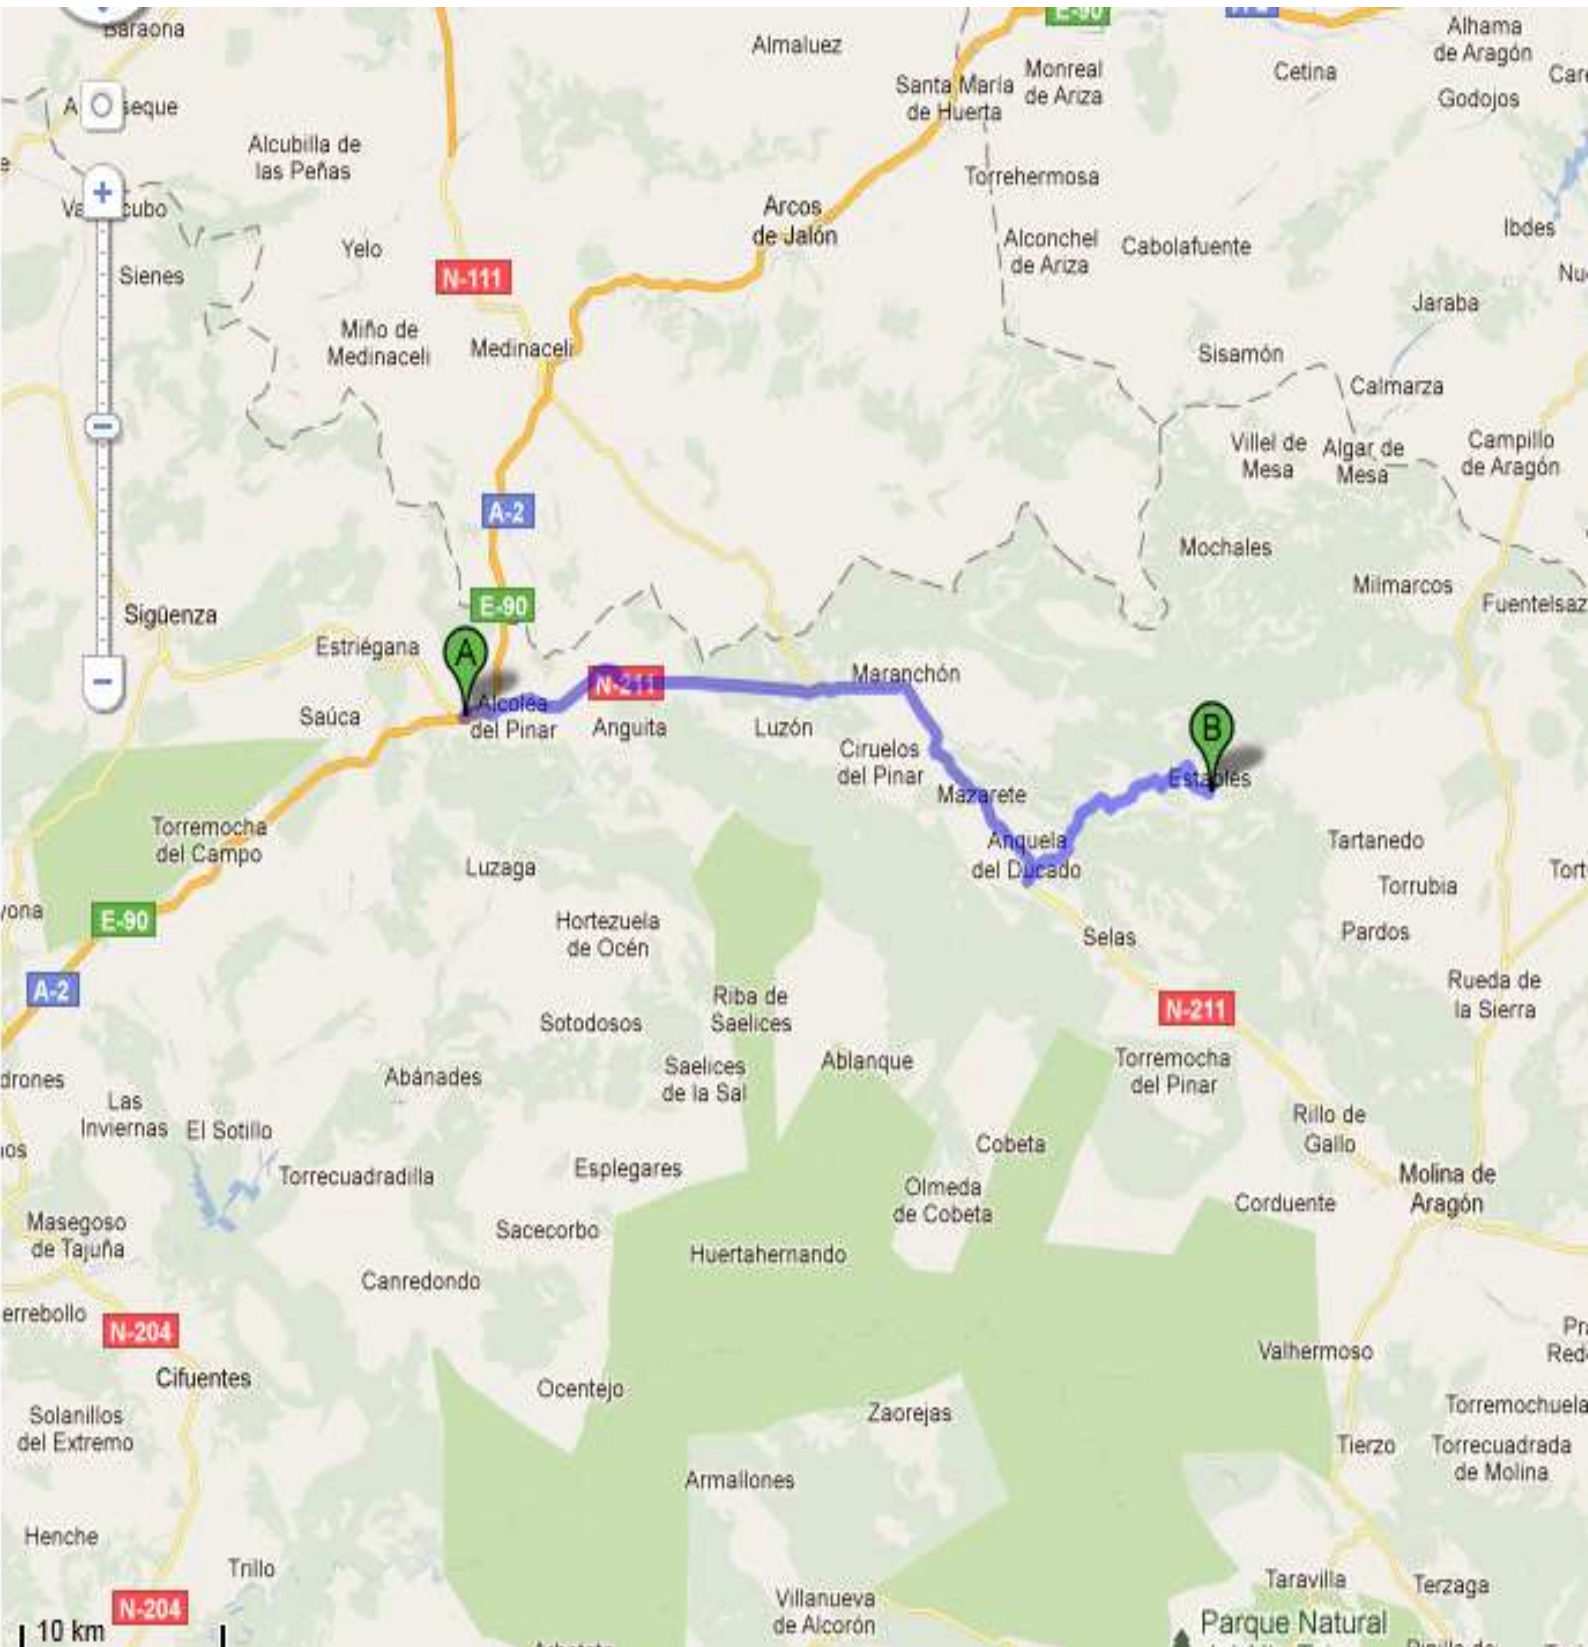 E-90
A-2
Baraona
Almaluez
Alhama
de Aragón
Santa María
de Huerta
Monreal
de Ariza
Cetina
Godojos
Alcubilla de
las Peñas
Torrehermosa
Arcos
de Jalón
Ibdes
Yelo
Alconchel
de Ariza
Cabolafuente
Sienes
N-111
Jaraba
Miño de
Medinaceli
Medinaceli
Sisamón
Calmarza
Villel de
Mesa
Algar de
Mesa
Campillo
de Aragón
A-2
Mochales
Milmarcos
E-90
Fuentelsaz
Sigüenza
Estriégana
A
Maranchón
N-211
Alcolea
del Pinar
Saúca
Anguita
Luzón
B
Ciruelos
del Pinar
Estables
Mazarete
Torremocha
del Campo
Anquela
del Ducado
Tartanedo
Luzaga
Torrubia
Tort
yona
E-90
Hortezuela
de Océn
Selas
Pardos
A-2
Rueda de
la Sierra
Riba de
Saelices
N-211
Sotodosos
Ablanque
Torremocha
del Pinar
Saelices
de la Sal
drones
Abánades
Las
Inviernas
El Sotillo
Rillo de
Gallo
Cobeta
Torrecuadradilla
Esplegares
Molina de
Aragón
Olmeda
de Cobeta
Corduente
Masegoso
de Tajuña
Sacecorbo
Huertahernando
Canredondo
errebollo
N-204
Valhermoso
Cifuentes
Ocentejo
Solanillos
del Extremo
Zaorejas
Torremochuela
Tierzo
Torrecuadrada
de Molina
Armallones
Henche
Trillo
Taravilla
Terzaga
N-204
Villanueva
de Alcorón
Parque Natural
10 km